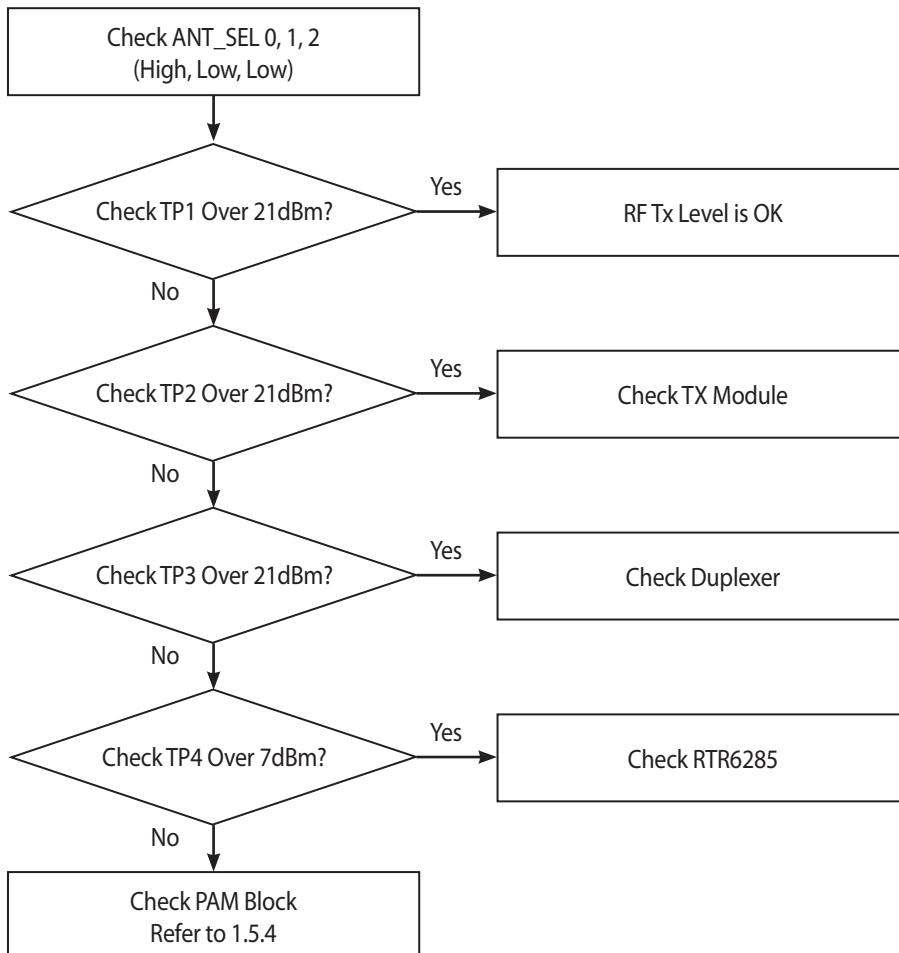 Check ANT_SEL 0, 1, 2
(High, Low, Low)
Check TP1 Over 21dBm?
Yes
RF Tx Level is OK
No
Check TP2 Over 21dBm?
Yes
Check TX Module
No
Check TP3 Over 21dBm?
Yes
Check Duplexer
No
Check TP4 Over 7dBm?
Yes
Check RTR6285
No
Check PAM Block
Refer to 1.5.4